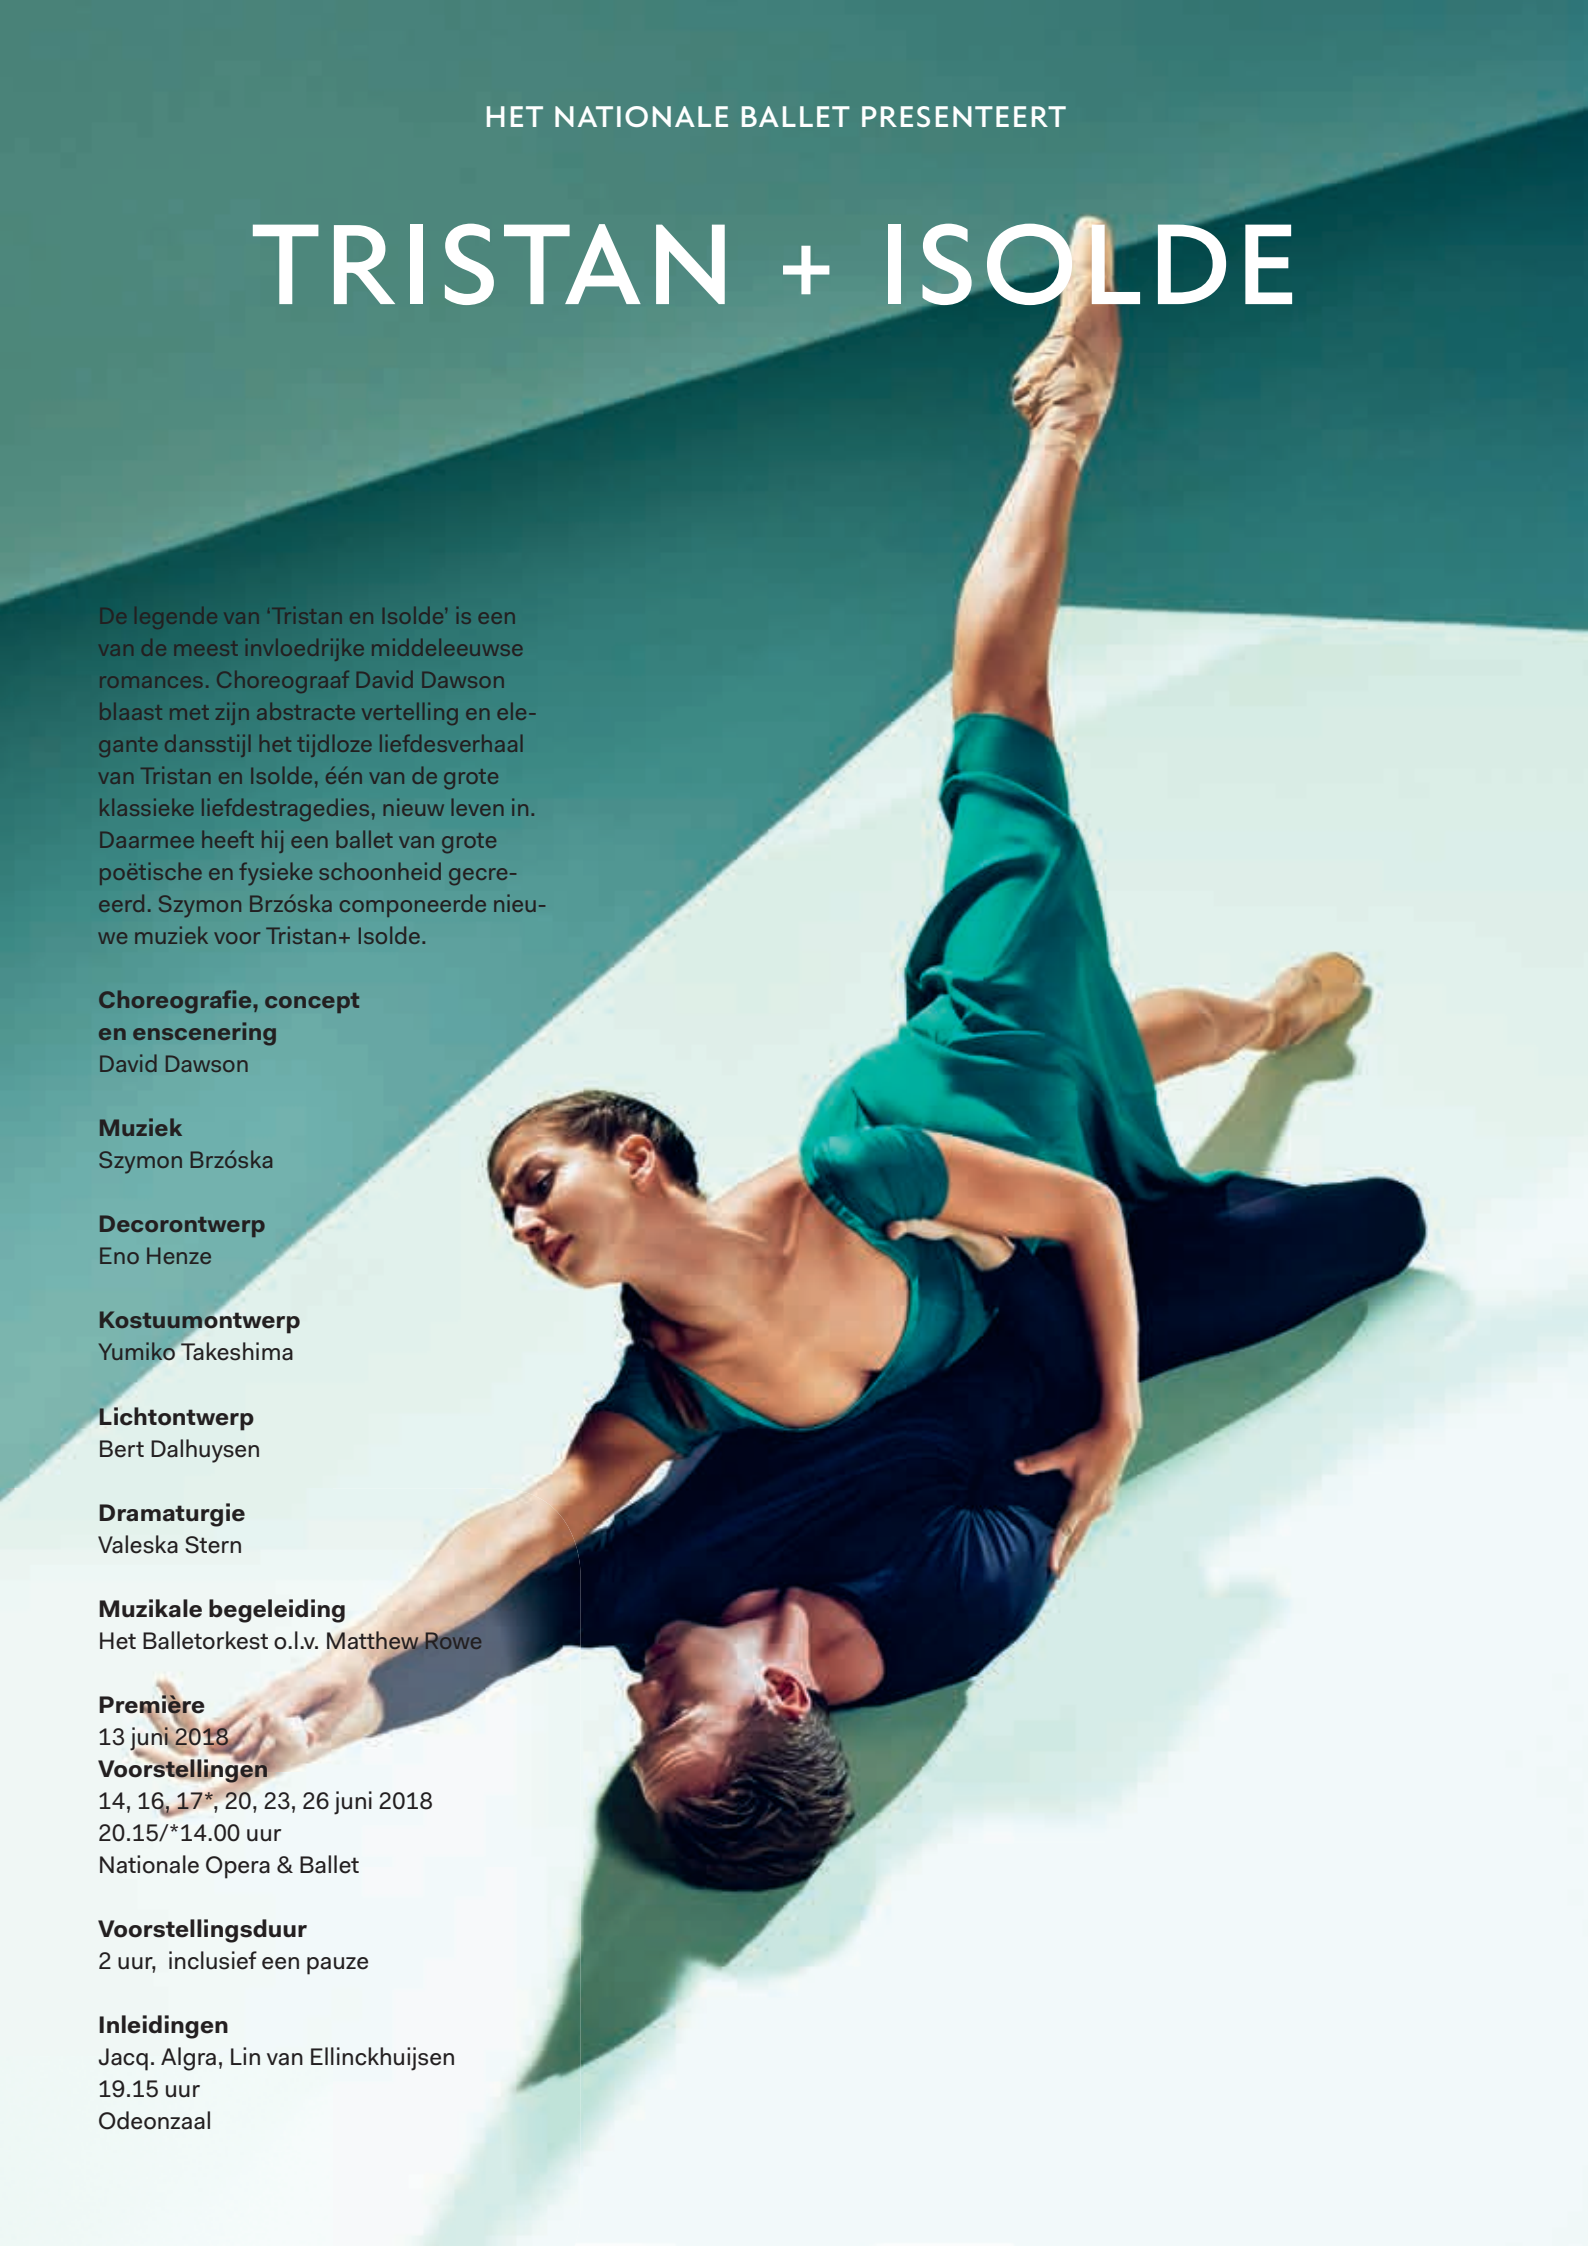 HET NATIONALE BALLET PRESENTEERT
TRISTAN + ISOLDE
De legende van ‘Tristan en Isolde’ is een
van de meest invloedrijke middeleeuwse
romances. Choreograaf David Dawson
blaast met zijn abstracte vertelling en ele-
gante dansstijl het tijdloze liefdesverhaal
van Tristan en Isolde, één van de grote
klassieke liefdestragedies, nieuw leven in.
Daarmee heeft hij een ballet van grote
poëtische en fysieke schoonheid gecre-
eerd. Szymon Brzóska componeerde nieu-
we muziek voor Tristan+ Isolde.
Choreografie, concept
en enscenering
David Dawson
Muziek
Szymon Brzóska
Decorontwerp
Eno Henze
Kostuumontwerp
Yumiko Takeshima
Lichtontwerp
Bert Dalhuysen
Dramaturgie
Valeska Stern
Muzikale begeleiding
Het Balletorkest o.l.v. Matthew Rowe
Première
13 juni 2018
Voorstellingen
14, 16, 17*, 20, 23, 26 juni 2018
20.15/*14.00 uur
Nationale Opera & Ballet
Voorstellingsduur
2 uur, inclusief een pauze
Inleidingen
Jacq. Algra, Lin van Ellinckhuijsen
19.15 uur
Odeonzaal